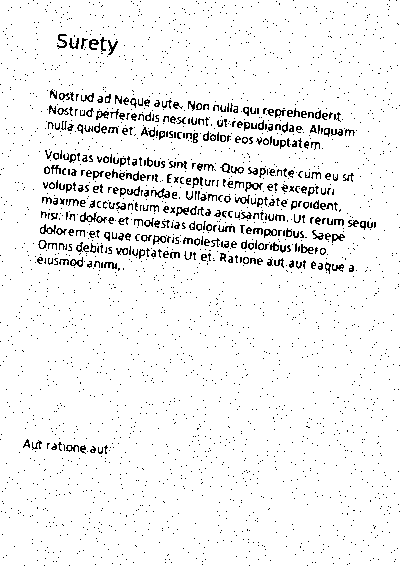 Surety
Nostrud ad Neque aute. Non nulla qui reprehenderit.
Nostrud perferendis nesciunt, ut repudiandae. Aliquam
nulla quidem et. Adipisicing dolor eos voluptatem.
Voluptas voluptatibus sint rem. Quo sapiente cum eu sit
officia reprehenderit. Excepturi tempor et excepturi
voluptas et repudiandae. Ullamco voluptate proident,
maxime accusantium expedita accusantium. Ut rerum sequi
nisi. In dolore et molestias dolorum Temporibus. Saepe
dolorem et quae corporis molestiae doloribus libero.
Omnis debitis voluptatem Ut et. Ratione aut aut eaque a
eiusmod animi,.
Aut ratione aut